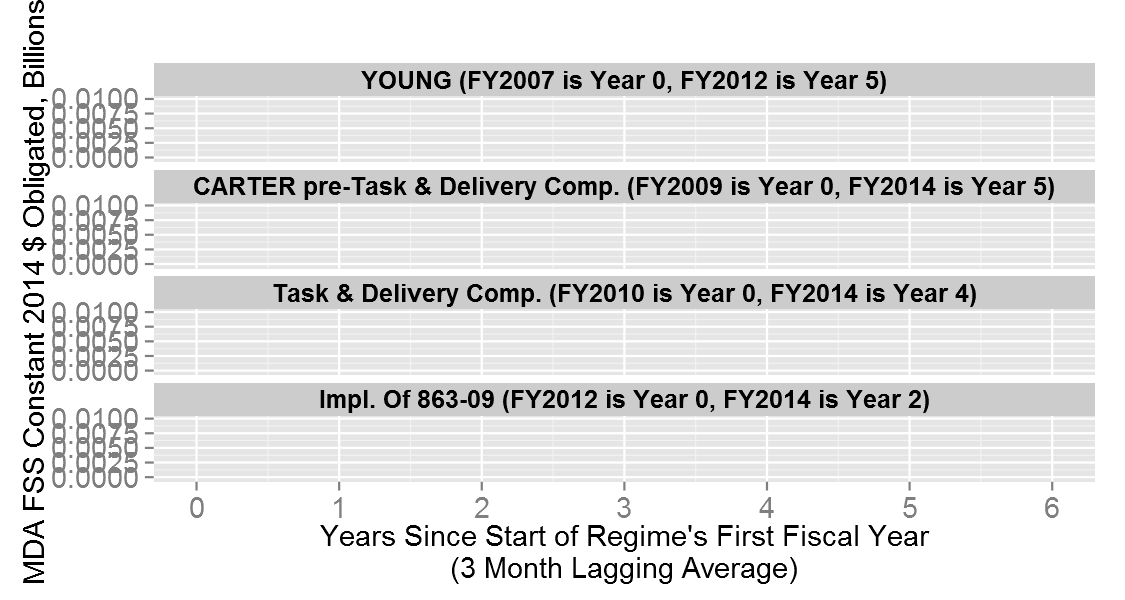 MDA FSS Constant 2014 $ Obligated, Billions
YOUNG (FY2007 is Year 0, FY2012 is Year 5)
0.0100
0.0075
0.0050
0.0025
0.0000
CARTER pre-Task & Delivery Comp. (FY2009 is Year 0, FY2014 is Year 5)
0.0100
0.0075
0.0050
0.0025
0.0000
Task & Delivery Comp. (FY2010 is Year 0, FY2014 is Year 4)
0.0100
0.0075
0.0050
0.0025
0.0000
Impl. Of 863-09 (FY2012 is Year 0, FY2014 is Year 2)
0.0100
0.0075
0.0050
0.0025
0.0000
0 1 2 3 4 5 6
Years Since Start of Regime's First Fiscal Year
(3 Month Lagging Average)